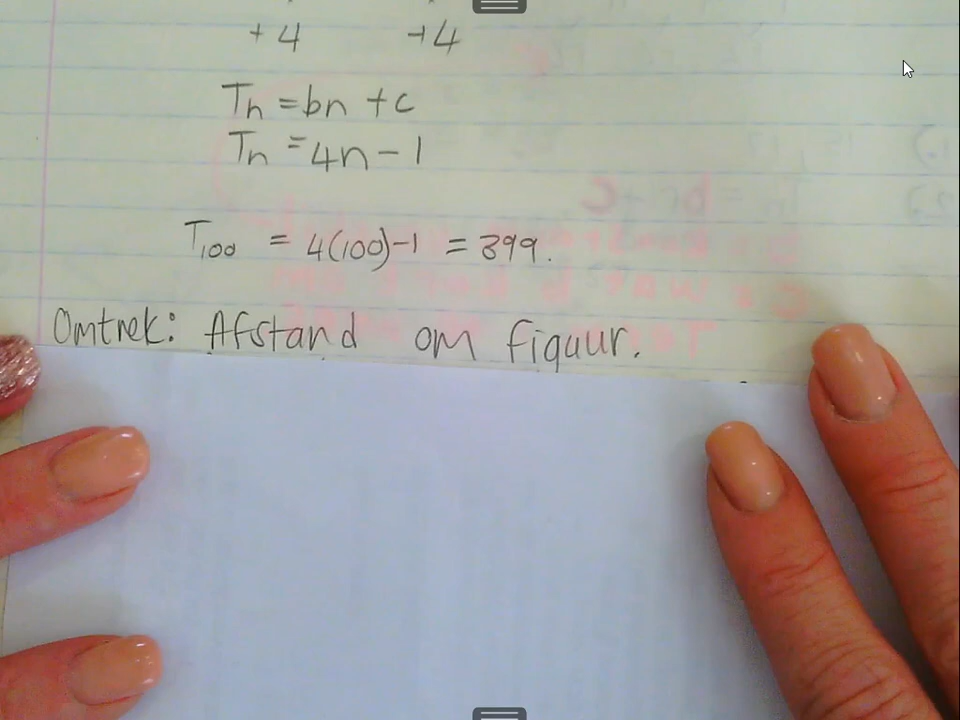 +4 +4
Tn = bn + c
Tn = 4n - 1
T100 = 4(100)-1 = 399.
Omtrek: Afstand om figuur.